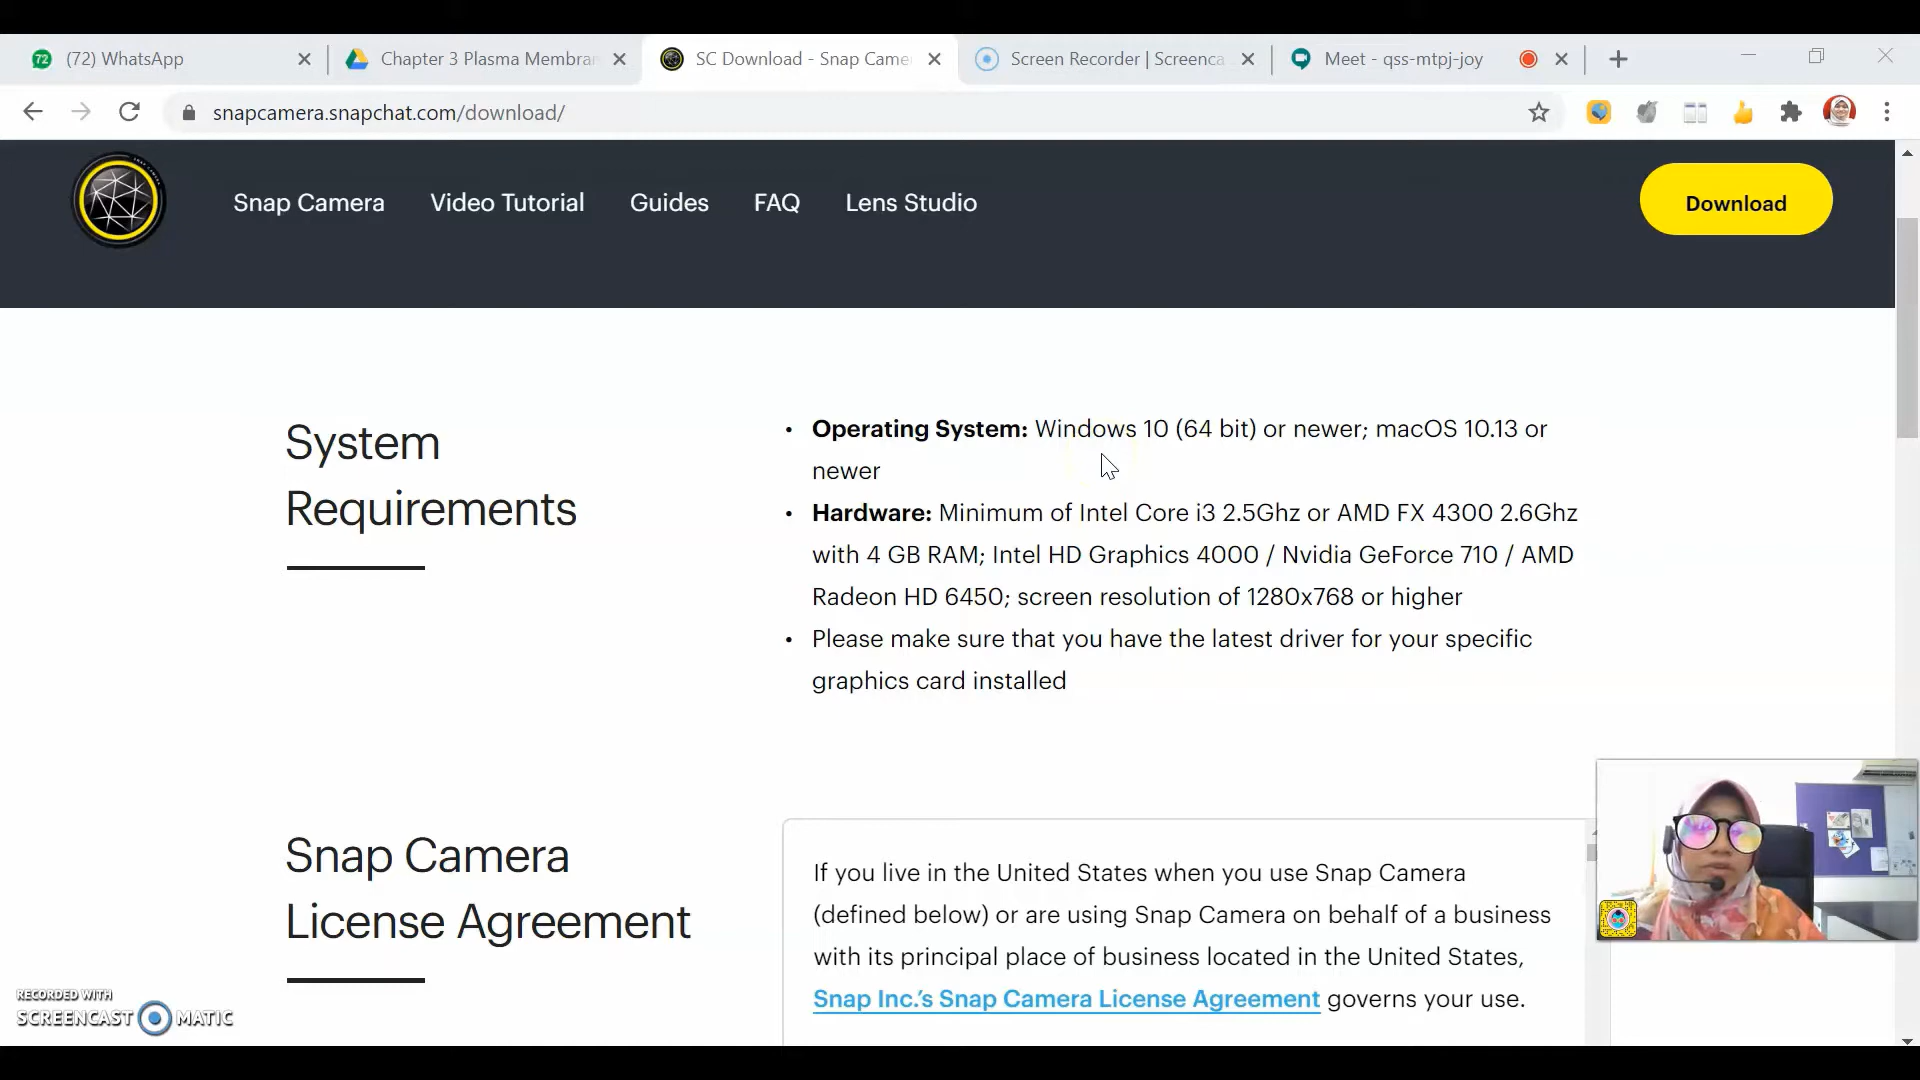 (72) WhatsApp
Chapter 3 Plasma Membra
SC Download - Snap Came
Screen Recorder | Screenca
Meet - qss-mtpj-joy
snapcamera.snapchat.com/download/
Snap Camera
Video Tutorial
Guides
FAQ
Lens Studio
Download
System
Requirements
• Operating System: Windows 10 (64 bit) or newer; macOS 10.13 or
newer
• Hardware: Minimum of Intel Core i3 2.5Ghz or AMD FX 4300 2.6Ghz
with 4 GB RAM; Intel HD Graphics 4000 / Nvidia GeForce 710 / AMD
Radeon HD 6450; screen resolution of 1280x768 or higher
• Please make sure that you have the latest driver for your specific
graphics card installed
Snap Camera
License Agreement
If you live in the United States when you use Snap Camera
(defined below) or are using Snap Camera on behalf of a business
with its principal place of business located in the United States,
Snap Inc.'s Snap Camera License Agreement governs your use.
RECORDED WITH
SCREENCAST MATIC